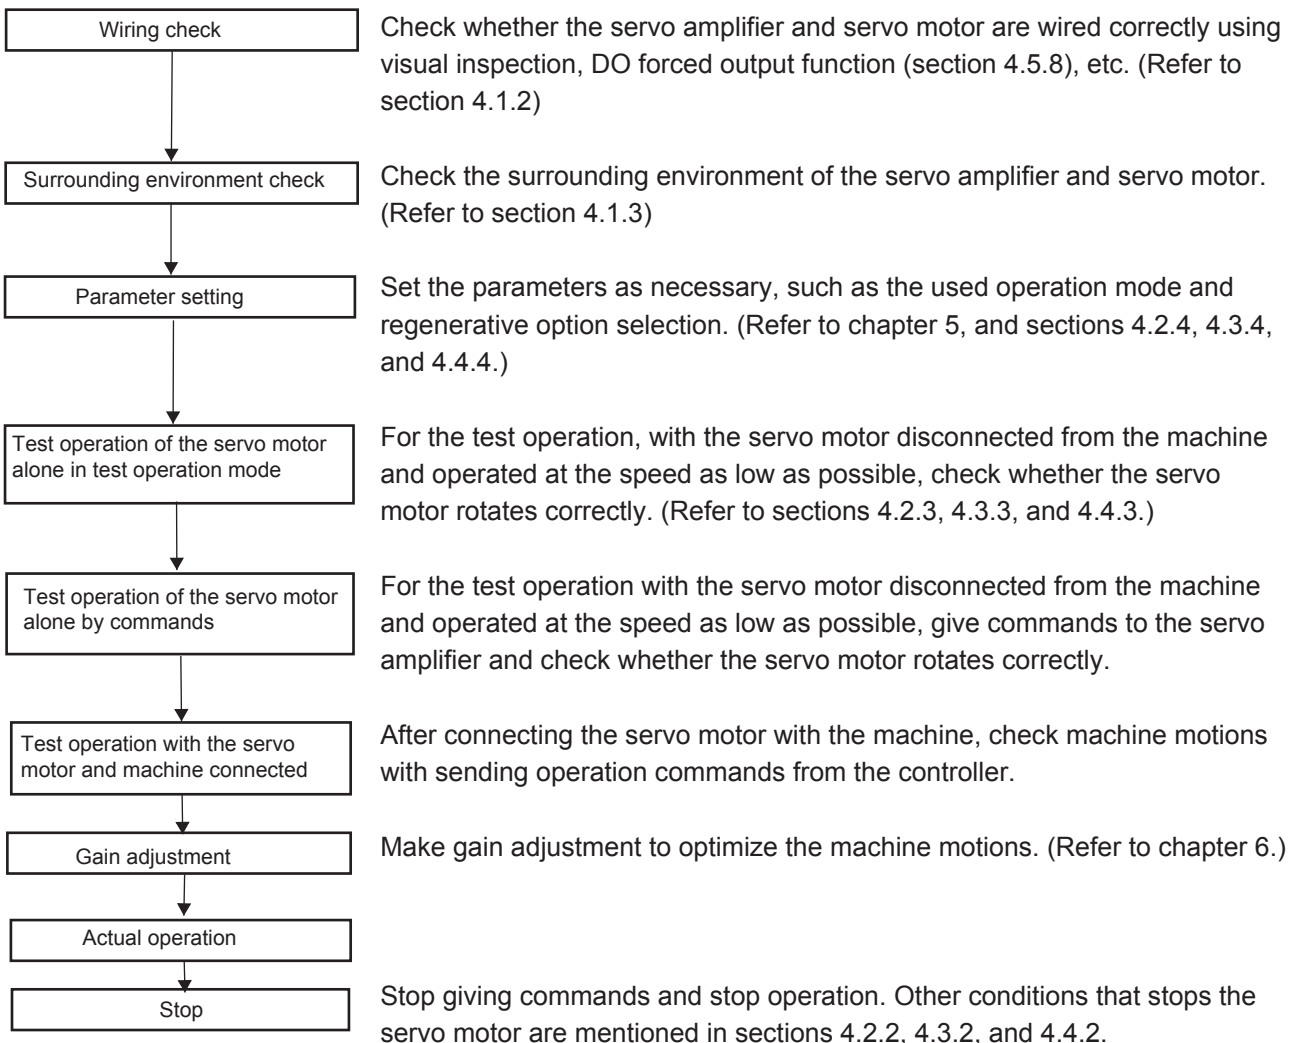 Wiring check
Check whether the servo amplifier and servo motor are wired correctly using
visual inspection, DO forced output function (section 4.5.8), etc. (Refer to
section 4.1.2)
Surrounding environment check
Check the surrounding environment of the servo amplifier and servo motor.
(Refer to section 4.1.3)
Parameter setting
Set the parameters as necessary, such as the used operation mode and
regenerative option selection. (Refer to chapter 5, and sections 4.2.4, 4.3.4,
and 4.4.4.)
Test operation of the servo motor
alone in test operation mode
For the test operation, with the servo motor disconnected from the machine
and operated at the speed as low as possible, check whether the servo
motor rotates correctly. (Refer to sections 4.2.3, 4.3.3, and 4.4.3.)
Test operation of the servo motor
alone by commands
For the test operation with the servo motor disconnected from the machine
and operated at the speed as low as possible, give commands to the servo
amplifier and check whether the servo motor rotates correctly.
Test operation with the servo
motor and machine connected
After connecting the servo motor with the machine, check machine motions
with sending operation commands from the controller.
Gain adjustment
Make gain adjustment to optimize the machine motions. (Refer to chapter 6.)
Actual operation
Stop
Stop giving commands and stop operation. Other conditions that stops the
servo motor are mentioned in sections 4.2.2, 4.3.2, and 4.4.2.